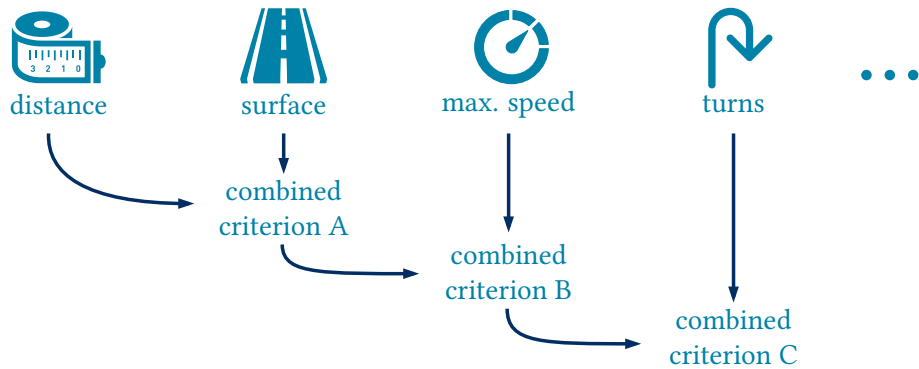 3 2 1 0
distance
surface
max. speed
turns
combined
criterion A
combined
criterion B
combined
criterion C